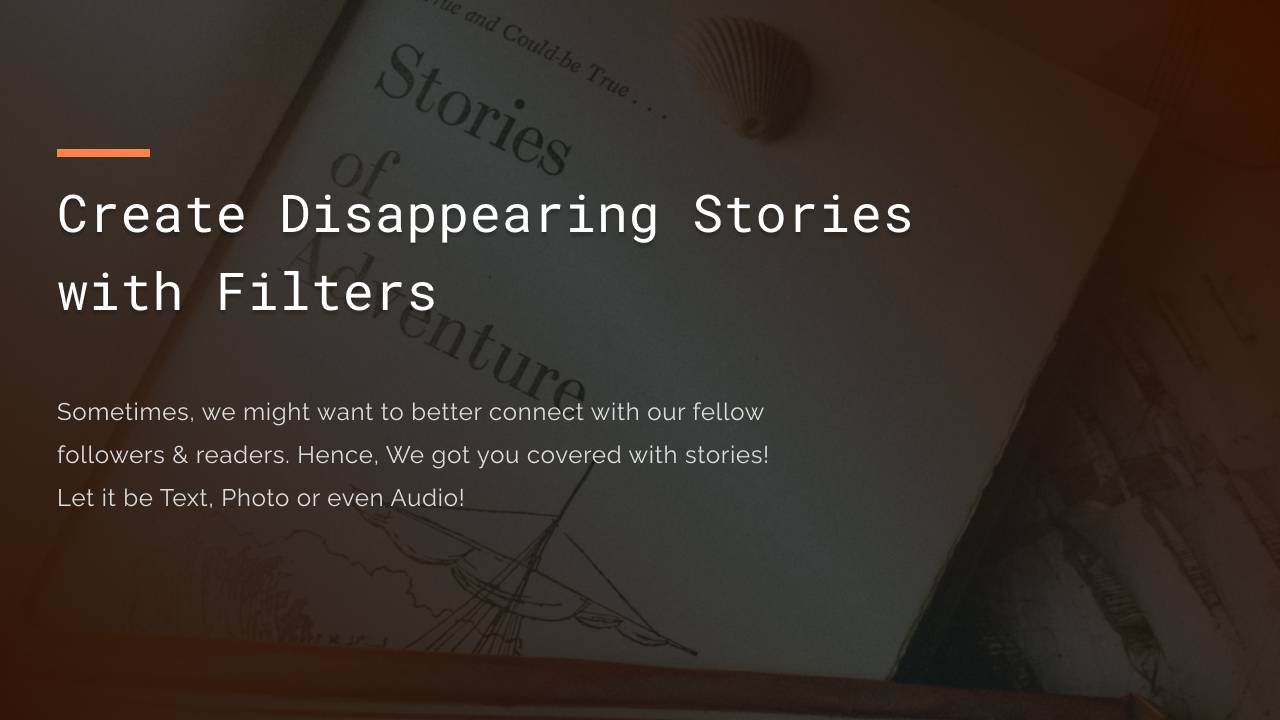 True and Could-be True . . .
Stories
of
Adventure
Create Disappearing Stories
with Filters
Sometimes, we might want to better connect with our fellow
followers & readers. Hence, We got you covered with stories!
Let it be Text, Photo or even Audio!